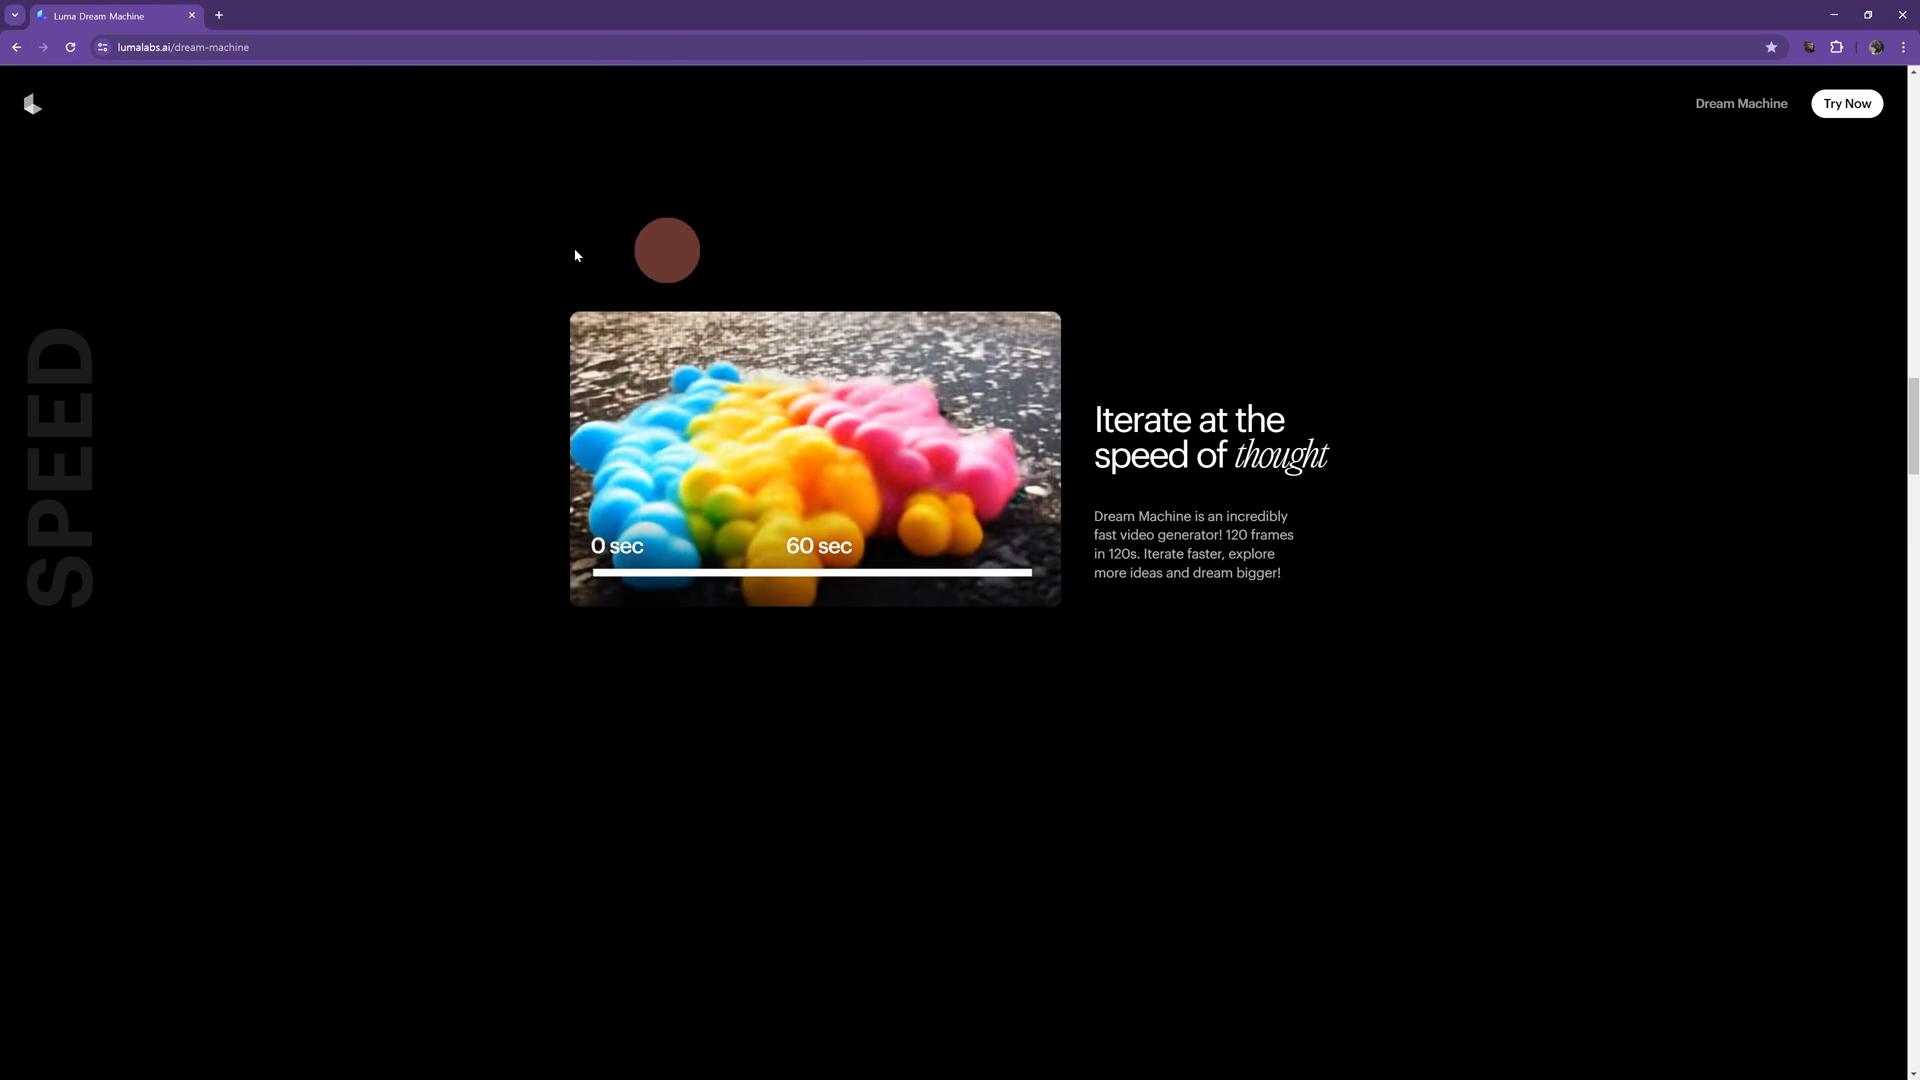 Luma Dream Machine
lumalabs.ai/dream-machine
Dream Machine
Try Now
SPEED
0 sec
60 sec
Iterate at the
speed of thought
Dream Machine is an incredibly
fast video generator! 120 frames
in 120s. Iterate faster, explore
more ideas and dream bigger!